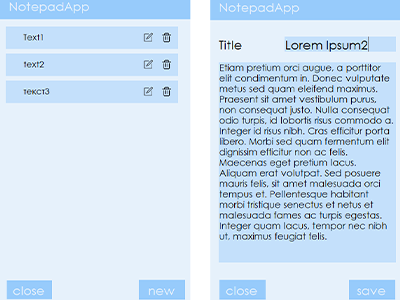 NotepadApp
Text1
text2
текст3
close
new
NotepadApp
Title
Lorem Ipsum2
Etiam pretium orci augue, a porttitor
elit condimentum in. Donec vulputate
metus sed quam eleifend maximus.
Praesent sit amet vestibulum purus,
non consequat justo. Nulla consequat
odio turpis, id lobortis risus commodo a.
Integer id risus nibh. Cras efficitur porta
libero. Morbi sed quam fermentum elit
dignissim efficitur non ac felis.
Maecenas eget pretium lacus.
Aliquam erat volutpat. Sed posuere
mauris felis, sit amet malesuada orci
tempus et. Pellentesque habitant
morbi tristique senectus et netus et
malesuada fames ac turpis egestas.
Integer quam lacus, tempor nec nibh
ut, maximus feugiat felis.
close
save